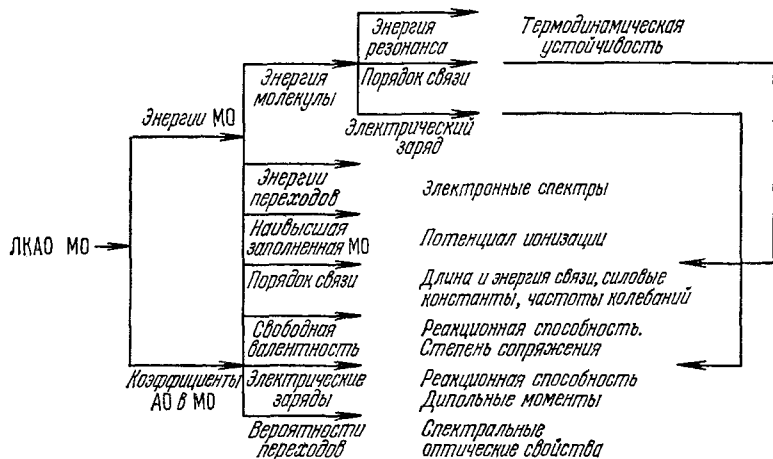 Энергия
резонанса
Термодинамическая
устойчивость
Энергия
молекулы
Порядок связи
Электрический
заряд
Энергии МО
Энергии
переходов
Электронные спектры
Наивысшая
заполненная МО
Потенциал ионизации
ЛКАО МО
Порядок связи
Длина и энергия связи, силовые
константы, частоты колебаний
Свободная
валентность
Реакционная способность.
Степень сопряжения
Коэффициенты
АО в МО
Электрические
заряды
Реакционная способность
Дипольные моменты
Вероятности
переходов
Спектральные
оптические свойства